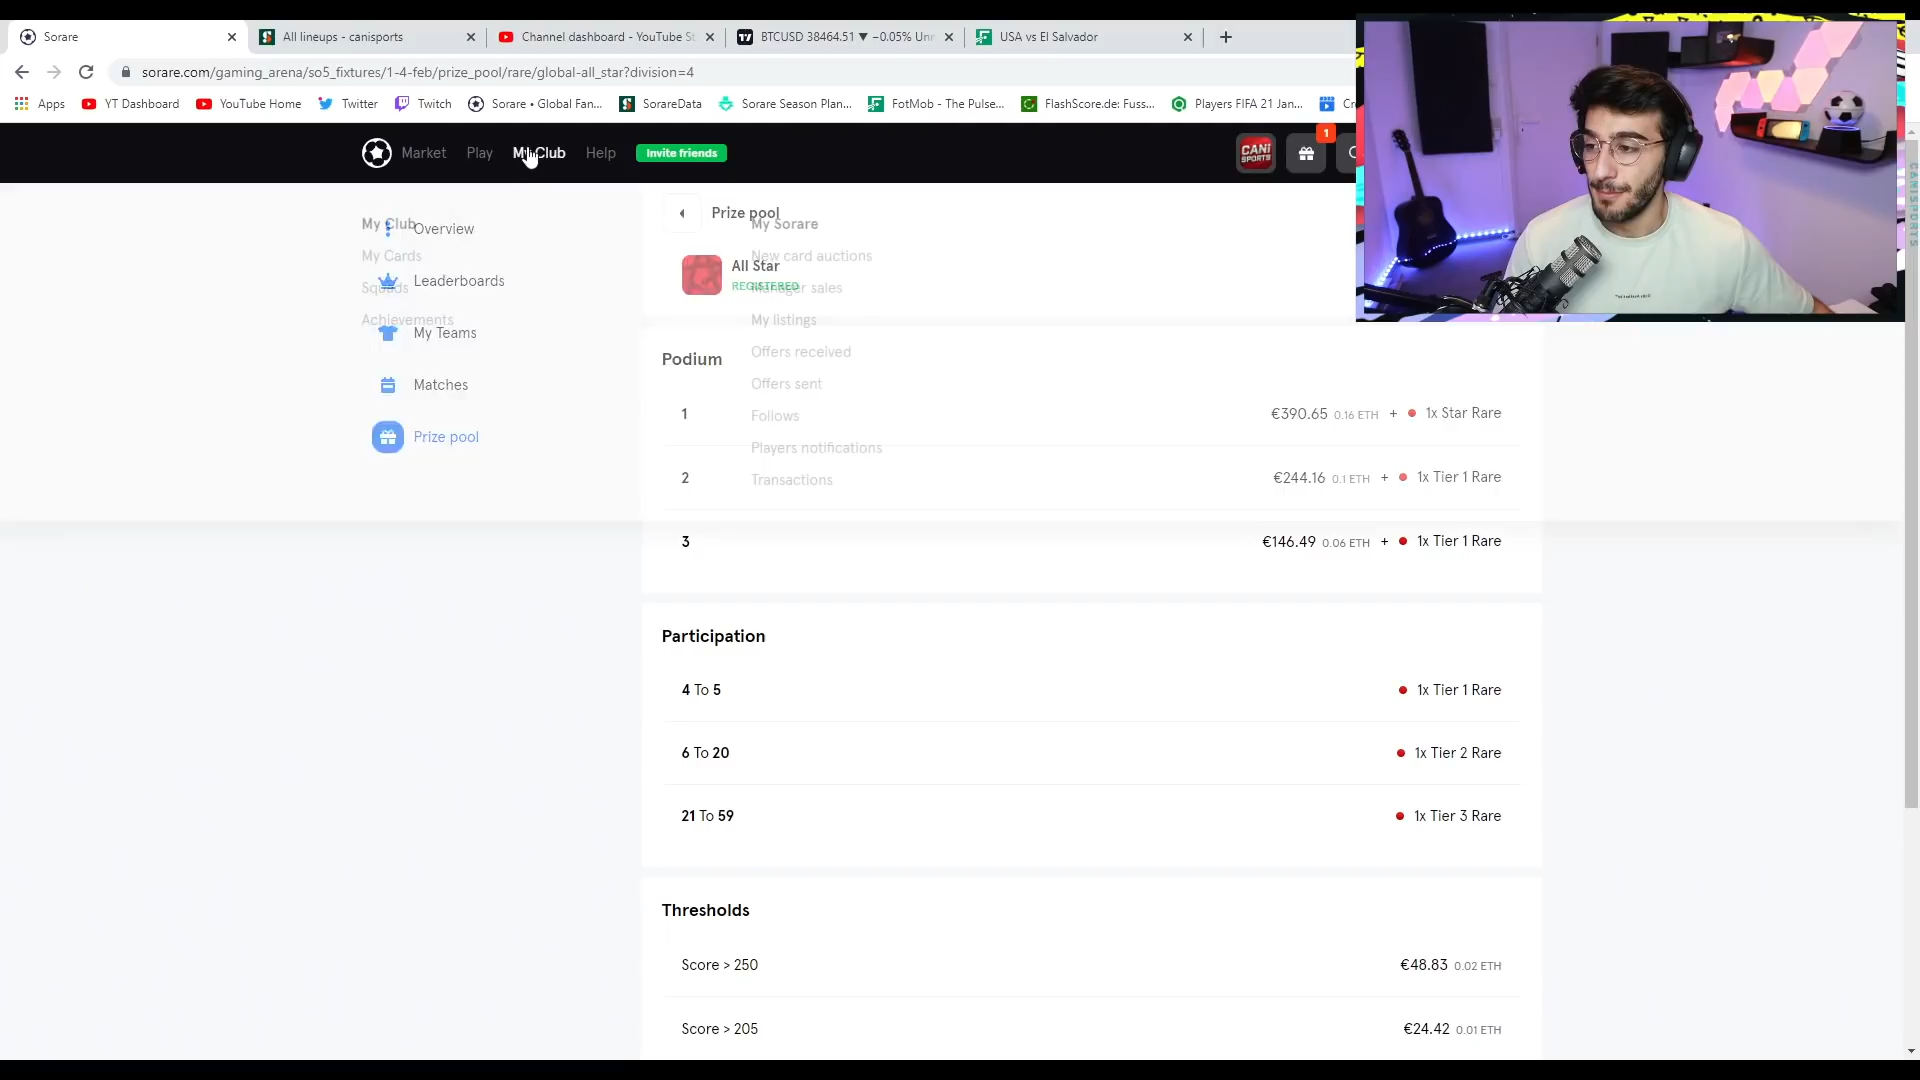 Sorare
All lineups - canisports
Channel dashboard - YouTube St
BTCUSD 38464.51 ▼ −0.05% Unn
USA vs El Salvador
sorare.com/gaming_arena/so5_fixtures/1-4-feb/prize_pool/rare/global-all_star?division=4
Apps
YT Dashboard
YouTube Home
Twitter
Twitch
Sorare • Global Fan...
SorareData
Sorare Season Plan...
FotMob - The Pulse...
FlashScore.de: Fuss...
Players FIFA 21 Jan...
Market
Play
My Club
Help
Invite friends
CANI SPORTS
1
My Club
My Cards
Squads
Achievements
Overview
Leaderboards
My Teams
Matches
Prize pool
Prize pool
All Star
REGISTERED
My Sorare
New card auctions
Manager sales
My listings
Offers received
Offers sent
Follows
Players notifications
Transactions
Podium
1 €390.65 0.16 ETH + 1x Star Rare
2 €244.16 0.1 ETH + 1x Tier 1 Rare
3 €146.49 0.06 ETH + 1x Tier 1 Rare
Participation
4 To 5 1x Tier 1 Rare
6 To 20 1x Tier 2 Rare
21 To 59 1x Tier 3 Rare
Thresholds
Score > 250 €48.83 0.02 ETH
Score > 205 €24.42 0.01 ETH
CANISPORTS